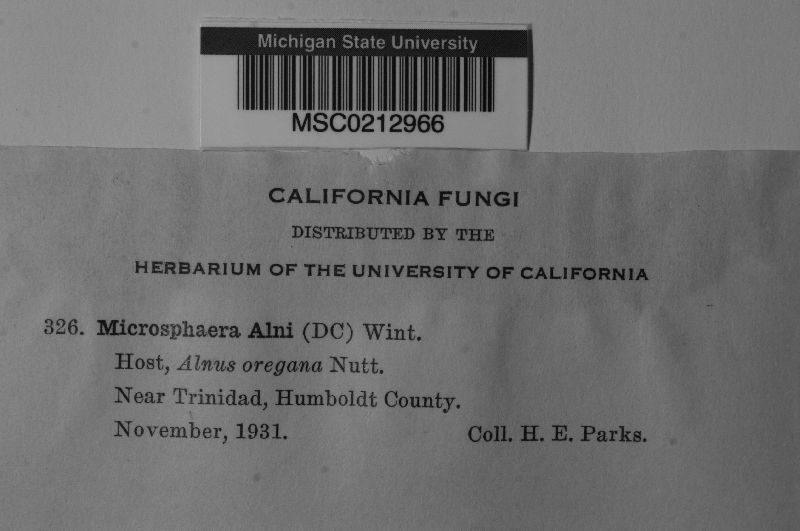 Michigan State University
MSC0212966
CALIFORNIA FUNGI
DISTRIBUTED BY THE
HERBARIUM OF THE UNIVERSITY OF CALIFORNIA
326. Microsphaera Alni (DC) Wint.
Host, Alnus oregana Nutt.
Near Trinidad, Humboldt County.
November, 1931. Coll. H. E. Parks.